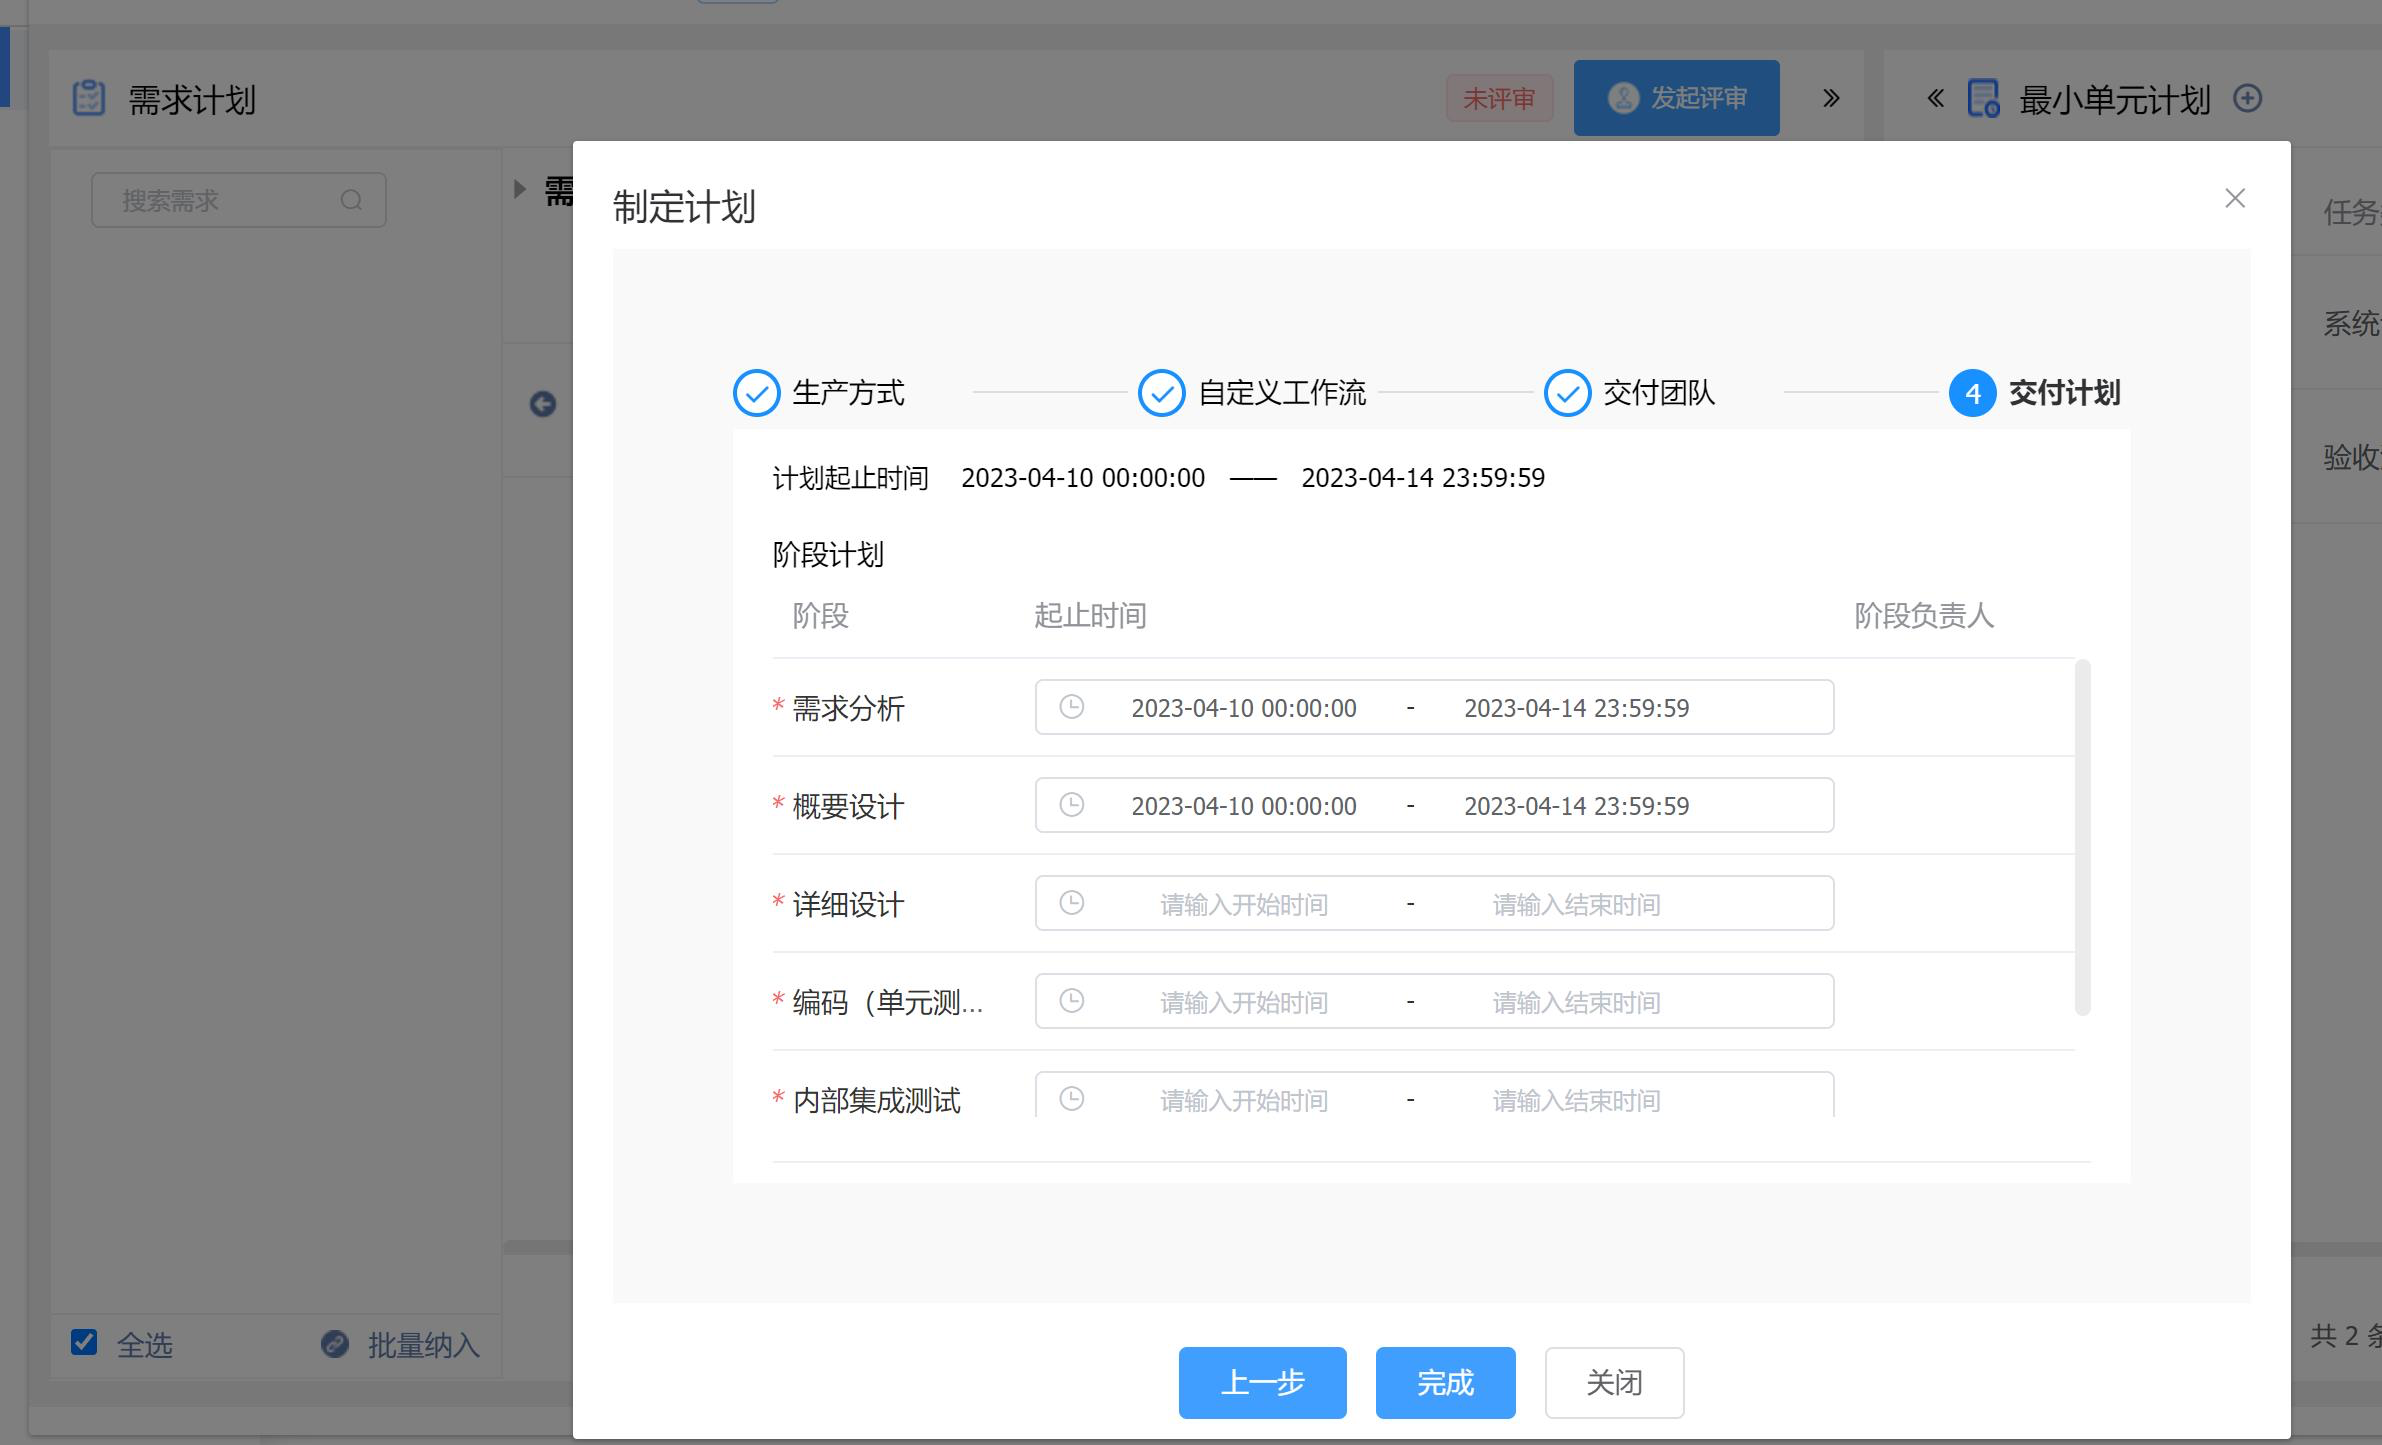 需求计划
未评审
发起评审
最小单元计划
搜索需求
需
任务
制定计划
系统
验收
生产方式
自定义工作流
交付团队
4 交付计划
计划起止时间 2023-04-10 00:00:00 —— 2023-04-14 23:59:59
阶段计划
阶段 起止时间 阶段负责人
* 需求分析 2023-04-10 00:00:00 - 2023-04-14 23:59:59
* 概要设计 2023-04-10 00:00:00 - 2023-04-14 23:59:59
* 详细设计 请输入开始时间 - 请输入结束时间
* 编码（单元测... 请输入开始时间 - 请输入结束时间
* 内部集成测试 请输入开始时间 - 请输入结束时间
全选 批量纳入
共 2 条
上一步 完成 关闭